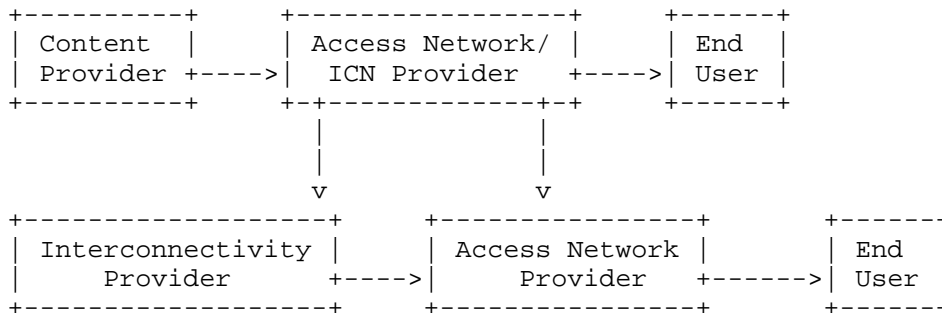 Content Access Network/ End
Provider ICN Provider User
Interconnectivity Access Network End
Provider Provider User